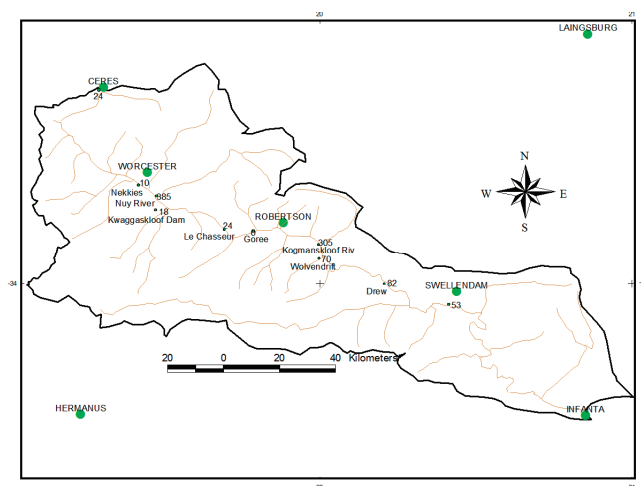 20
21
LAINGSBURG
CERES
24
WORCESTER
N
10
Nekkies
W E
Nuy River 385
18
Kwaggaskloof Dam
S
ROBERTSON
24
Le Chasseur
Goree
305
Kogmanskloof Riv
70
Wolvendrift
-34
82
Drew
SWELLENDAM
53
20 0 20 40 Kilometers
HERMANUS
INFANTA